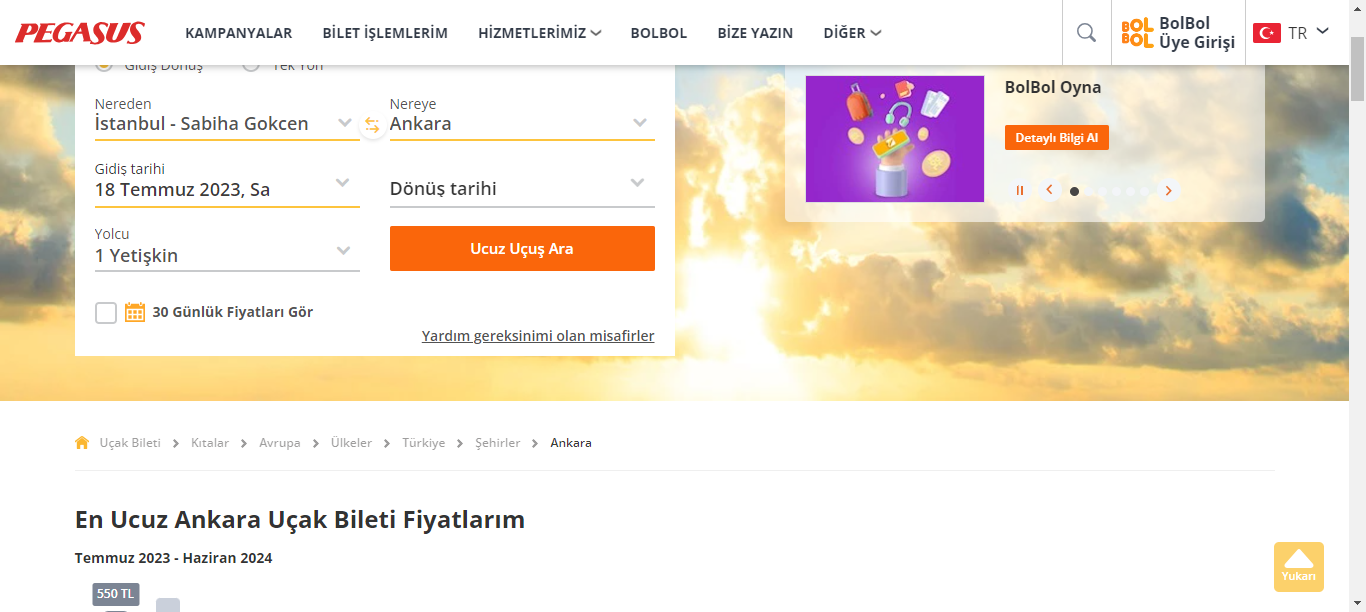 PEGASUS
KAMPANYALAR
BİLET İŞLEMLERİM
HİZMETLERİMİZ
BOLBOL
BİZE YAZIN
DİĞER
BOL
BOL
BolBol
Üye Girişi
TR
Gidiş Dönüş
Tek Yön
Nereden
İstanbul - Sabiha Gokcen
Nereye
Ankara
Gidiş tarihi
18 Temmuz 2023, Sa
Dönüş tarihi
Yolcu
1 Yetişkin
Ucuz Uçuş Ara
30 Günlük Fiyatları Gör
Yardım gereksinimi olan misafirler
BolBol Oyna
Detaylı Bilgi Al
Uçak Bileti
Kıtalar
Avrupa
Ülkeler
Türkiye
Şehirler
Ankara
En Ucuz Ankara Uçak Bileti Fiyatlarım
Temmuz 2023 - Haziran 2024
550 TL
Yukarı